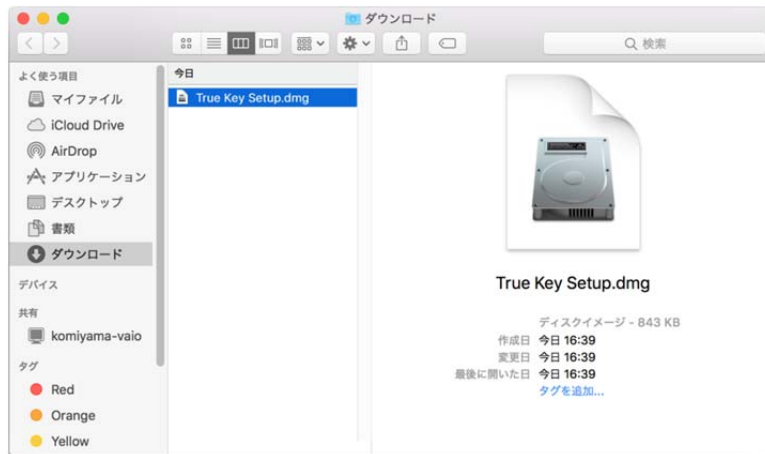 ダウンロード
検索
よく使う項目
マイファイル
iCloud Drive
AirDrop
アプリケーション
デスクトップ
書類
ダウンロード
デバイス
共有
komiyama-vaio
タグ
Red
Orange
Yellow
今日
True Key Setup.dmg
True Key Setup.dmg
ディスクイメージ - 843 KB
作成日 今日 16:39
変更日 今日 16:39
最後に開いた日 今日 16:39
タグを追加...